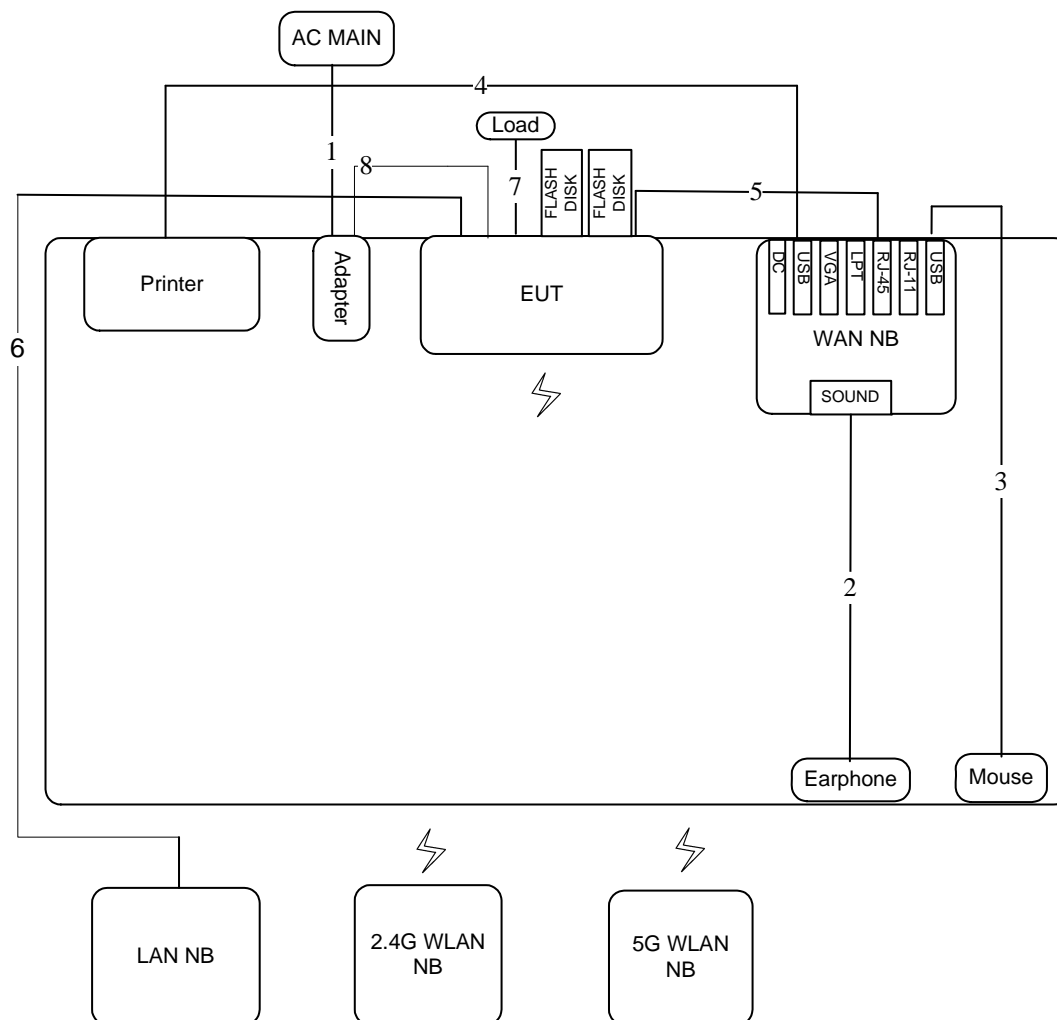 AC MAIN
4
Load
1
8
7
FLASH
DISK
FLASH
DISK
5
Printer
Adapter
EUT
DC
USB
VGA
LPT
RJ-45
RJ-11
USB
WAN NB
6
SOUND
3
2
Earphone
Mouse
LAN NB
2.4G WLAN
NB
5G WLAN
NB